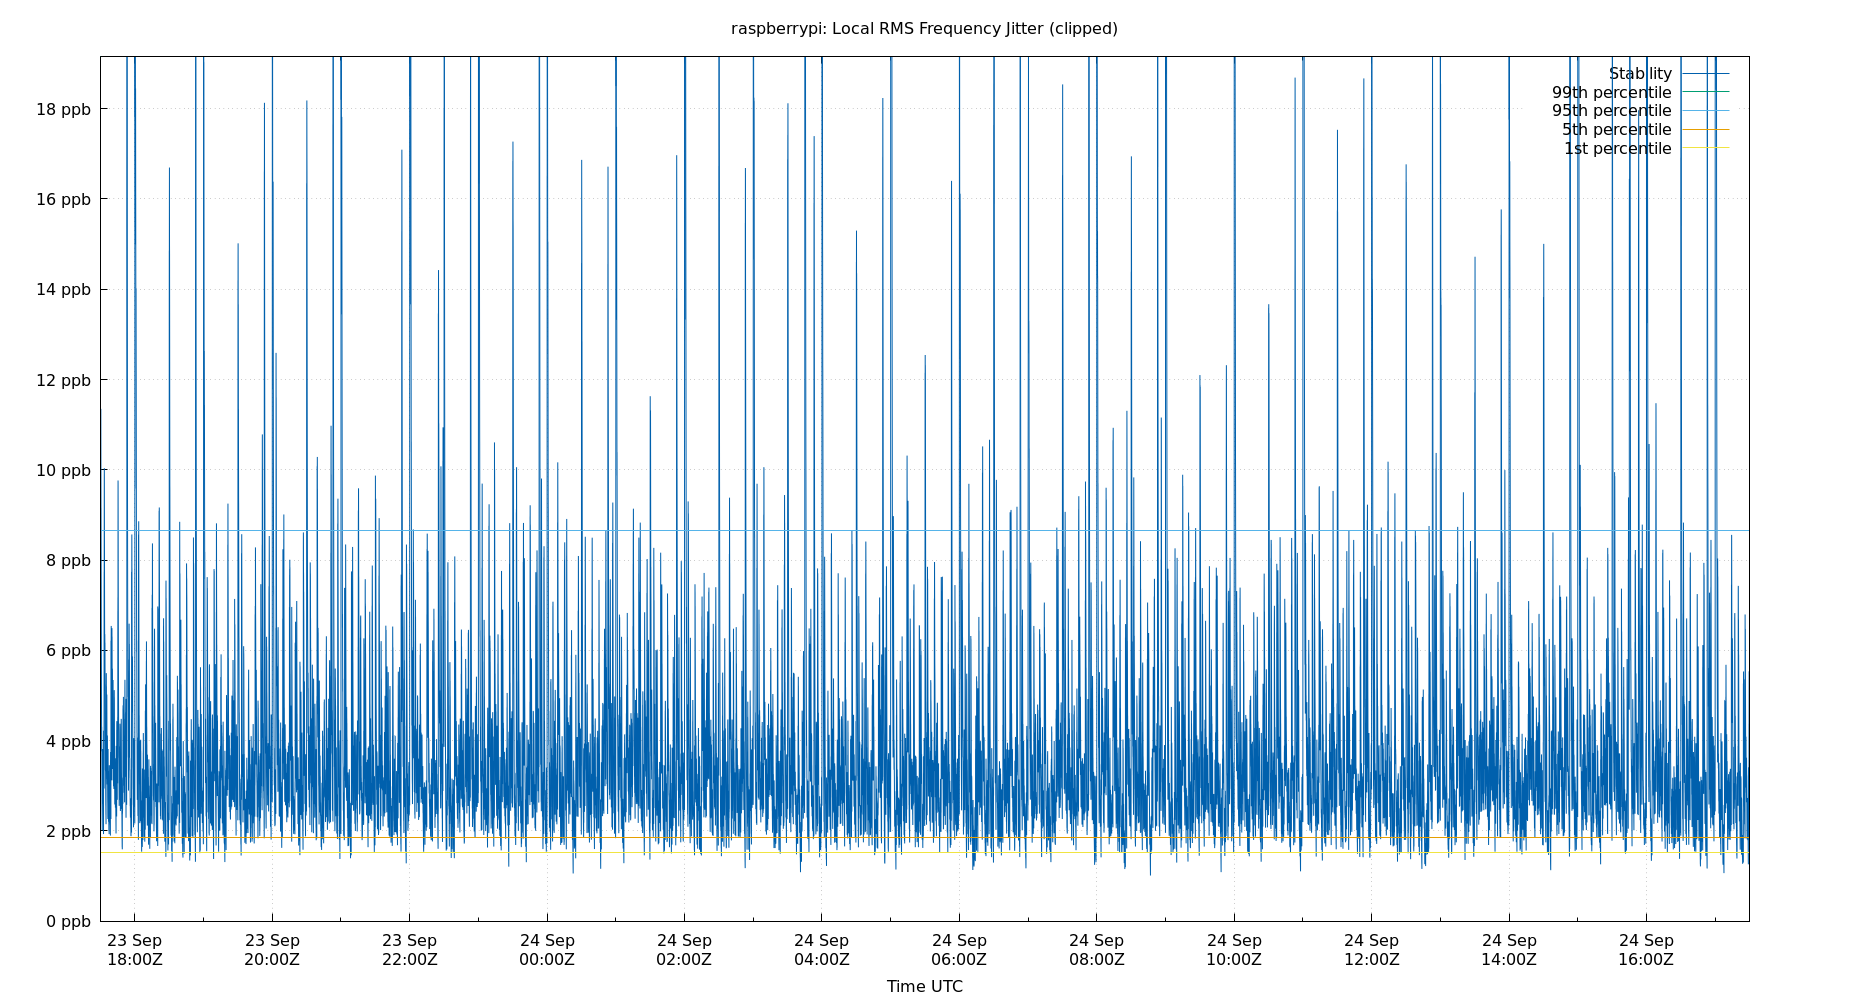 raspberrypi: Local RMS Frequency Jitter (clipped)
Stability
99th percentile
95th percentile
5th percentile
1st percentile
18 ppb
16 ppb
14 ppb
12 ppb
10 ppb
8 ppb
6 ppb
4 ppb
2 ppb
0 ppb
23 Sep 23 Sep 23 Sep 24 Sep 24 Sep 24 Sep 24 Sep 24 Sep 24 Sep 24 Sep 24 Sep 24 Sep
18:00Z 20:00Z 22:00Z 00:00Z 02:00Z 04:00Z 06:00Z 08:00Z 10:00Z 12:00Z 14:00Z 16:00Z
Time UTC